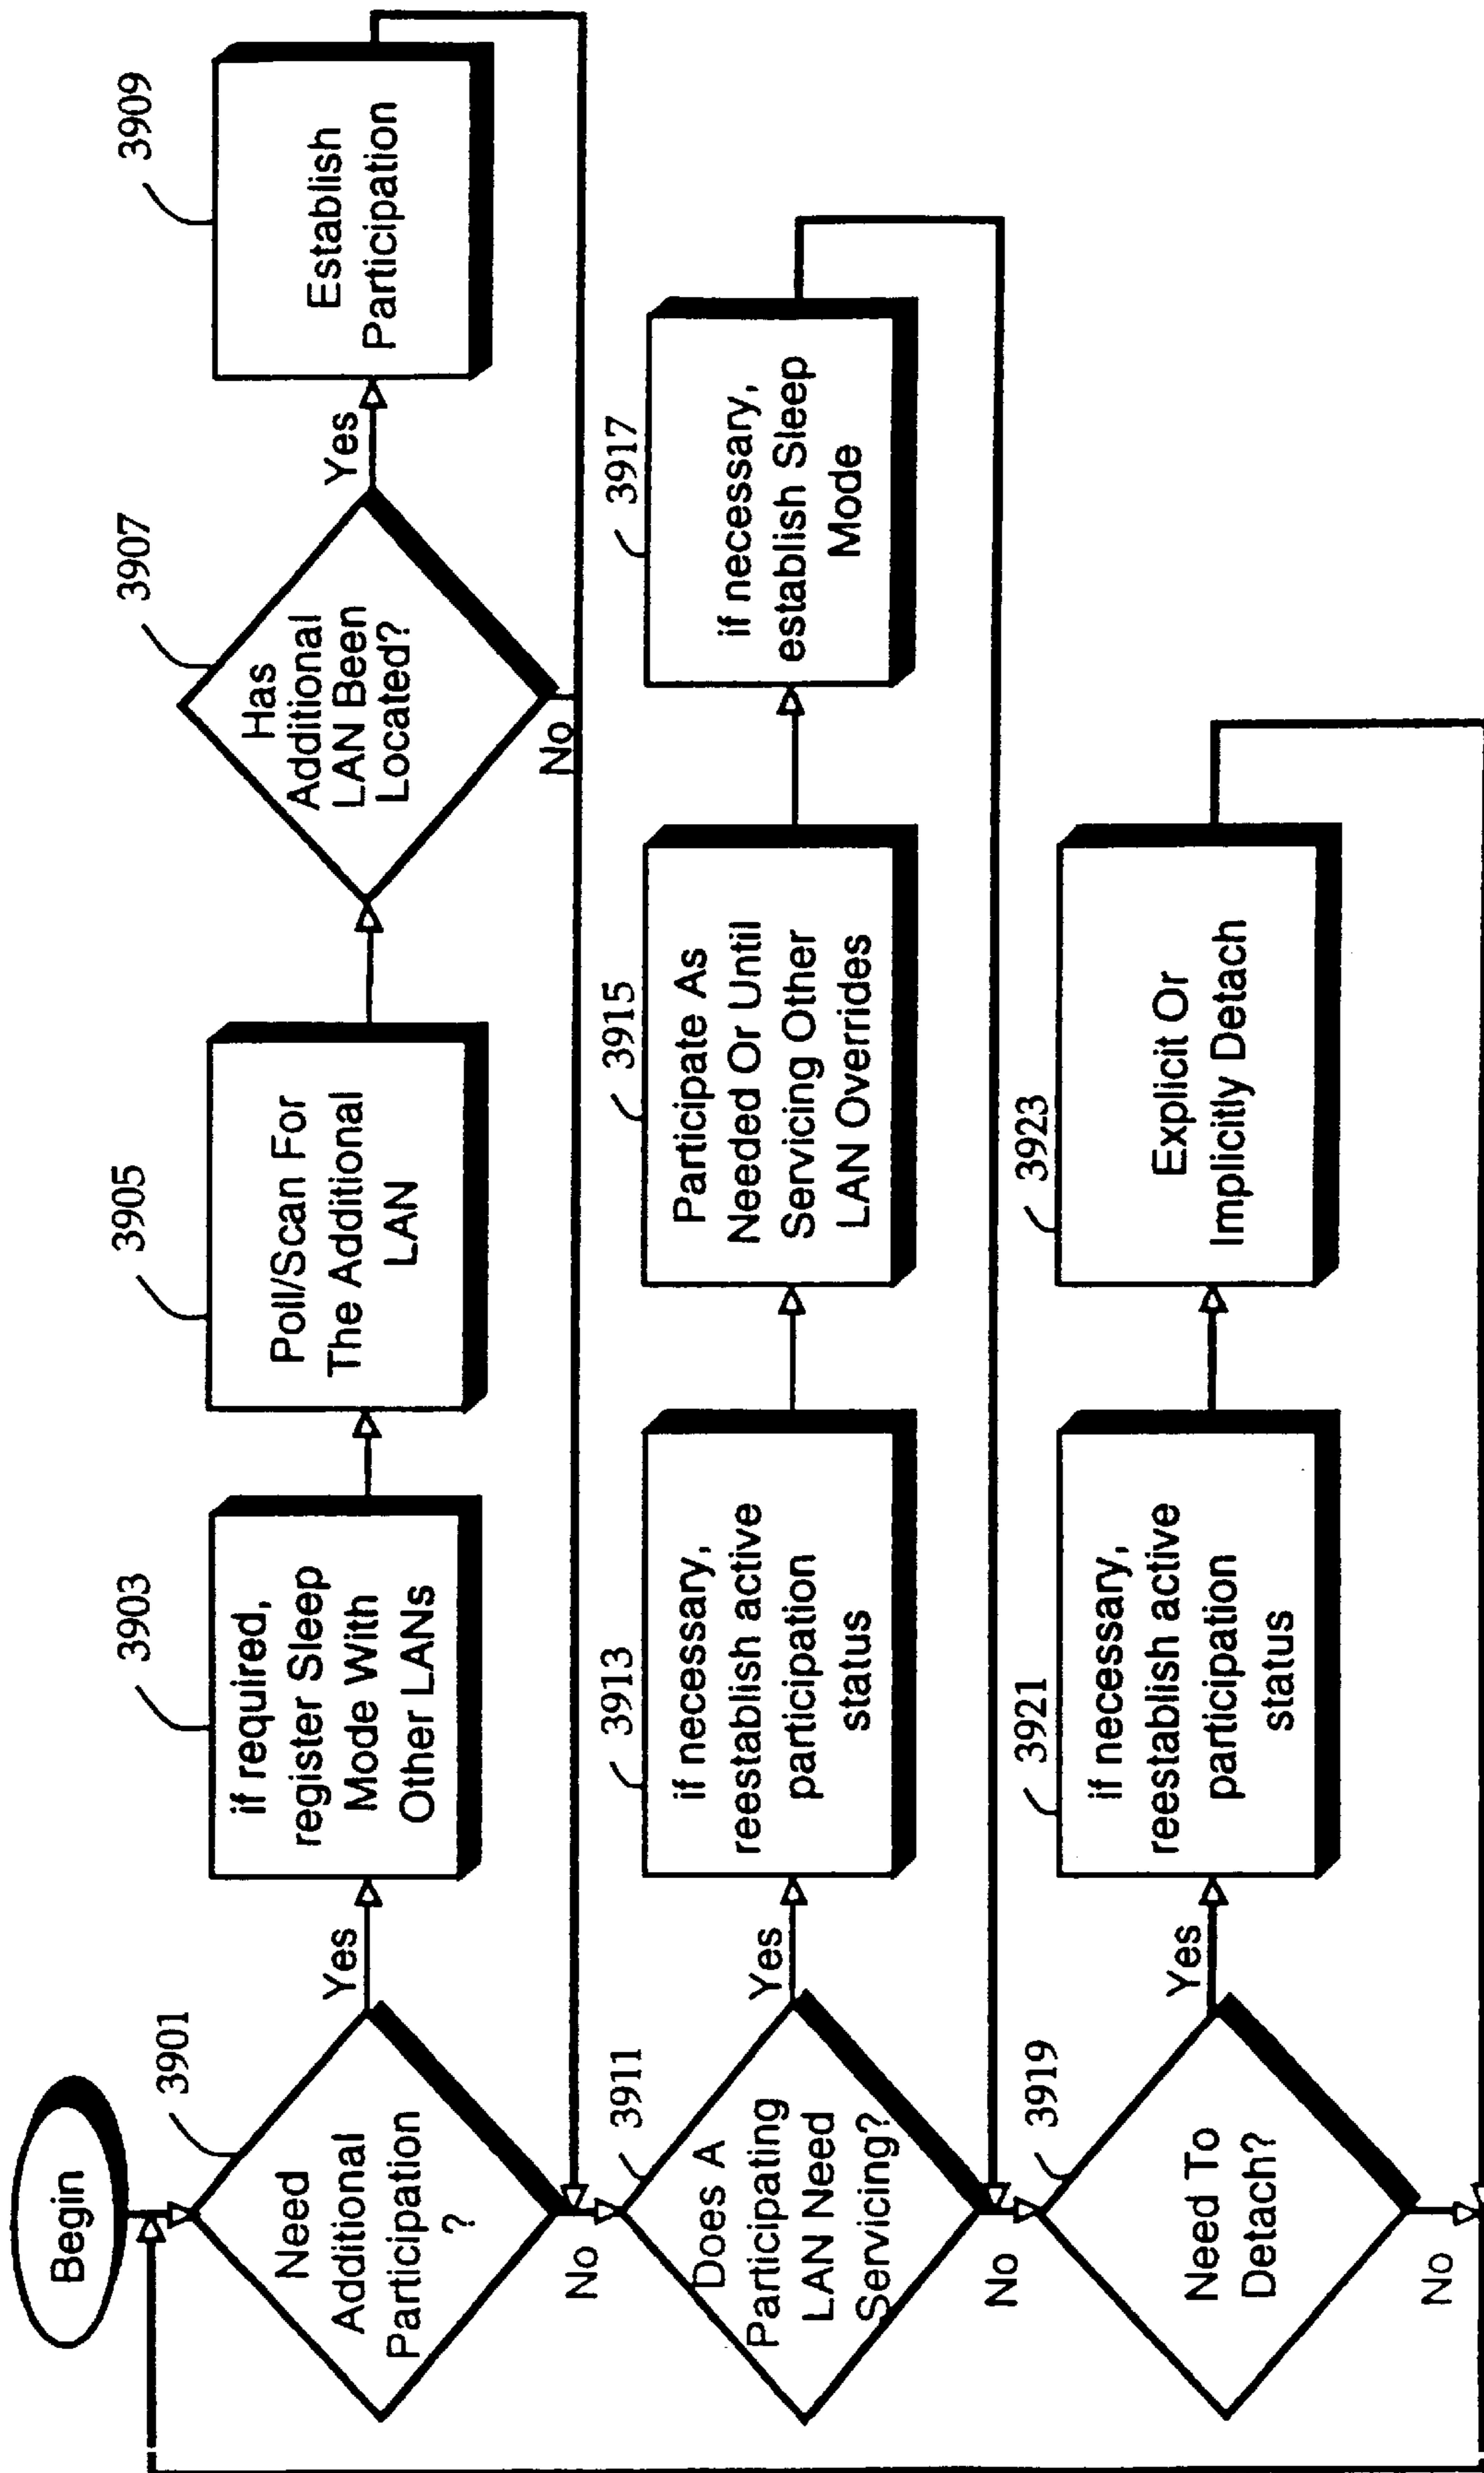 Begin
3901
Need
Additional
Participation
?
Yes
No
3903
if required,
register Sleep
Mode With
Other LANs
3905
Poll/Scan For
The Additional
LAN
3907
Has
Additional
LAN Been
Located?
Yes
No
3909
Establish
Participation
3911
Does A
Participating
LAN Need
Servicing?
Yes
No
3913
if necessary,
reestablish active
participation
status
3915
Participate As
Needed Or Until
Servicing Other
LAN Overrides
3917
if necessary,
establish Sleep
Mode
3919
Need To
Detach?
Yes
No
3921
if necessary,
reestablish active
participation
status
3923
Explicit Or
Implicitly Detach